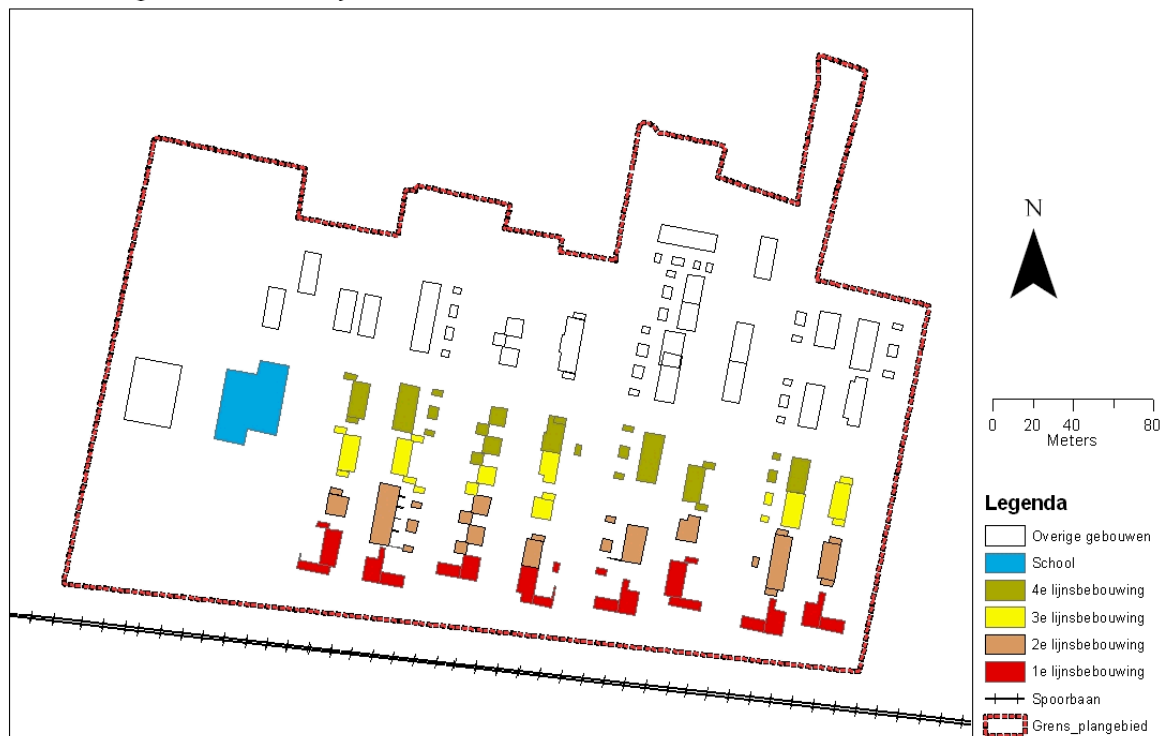 N
0 20 40 80
Meters
Legenda
Overige gebouwen
School
4e lijnsbebouwing
3e lijnsbebouwing
2e lijnsbebouwing
1e lijnsbebouwing
Spoorbaan
Grens_plangebied